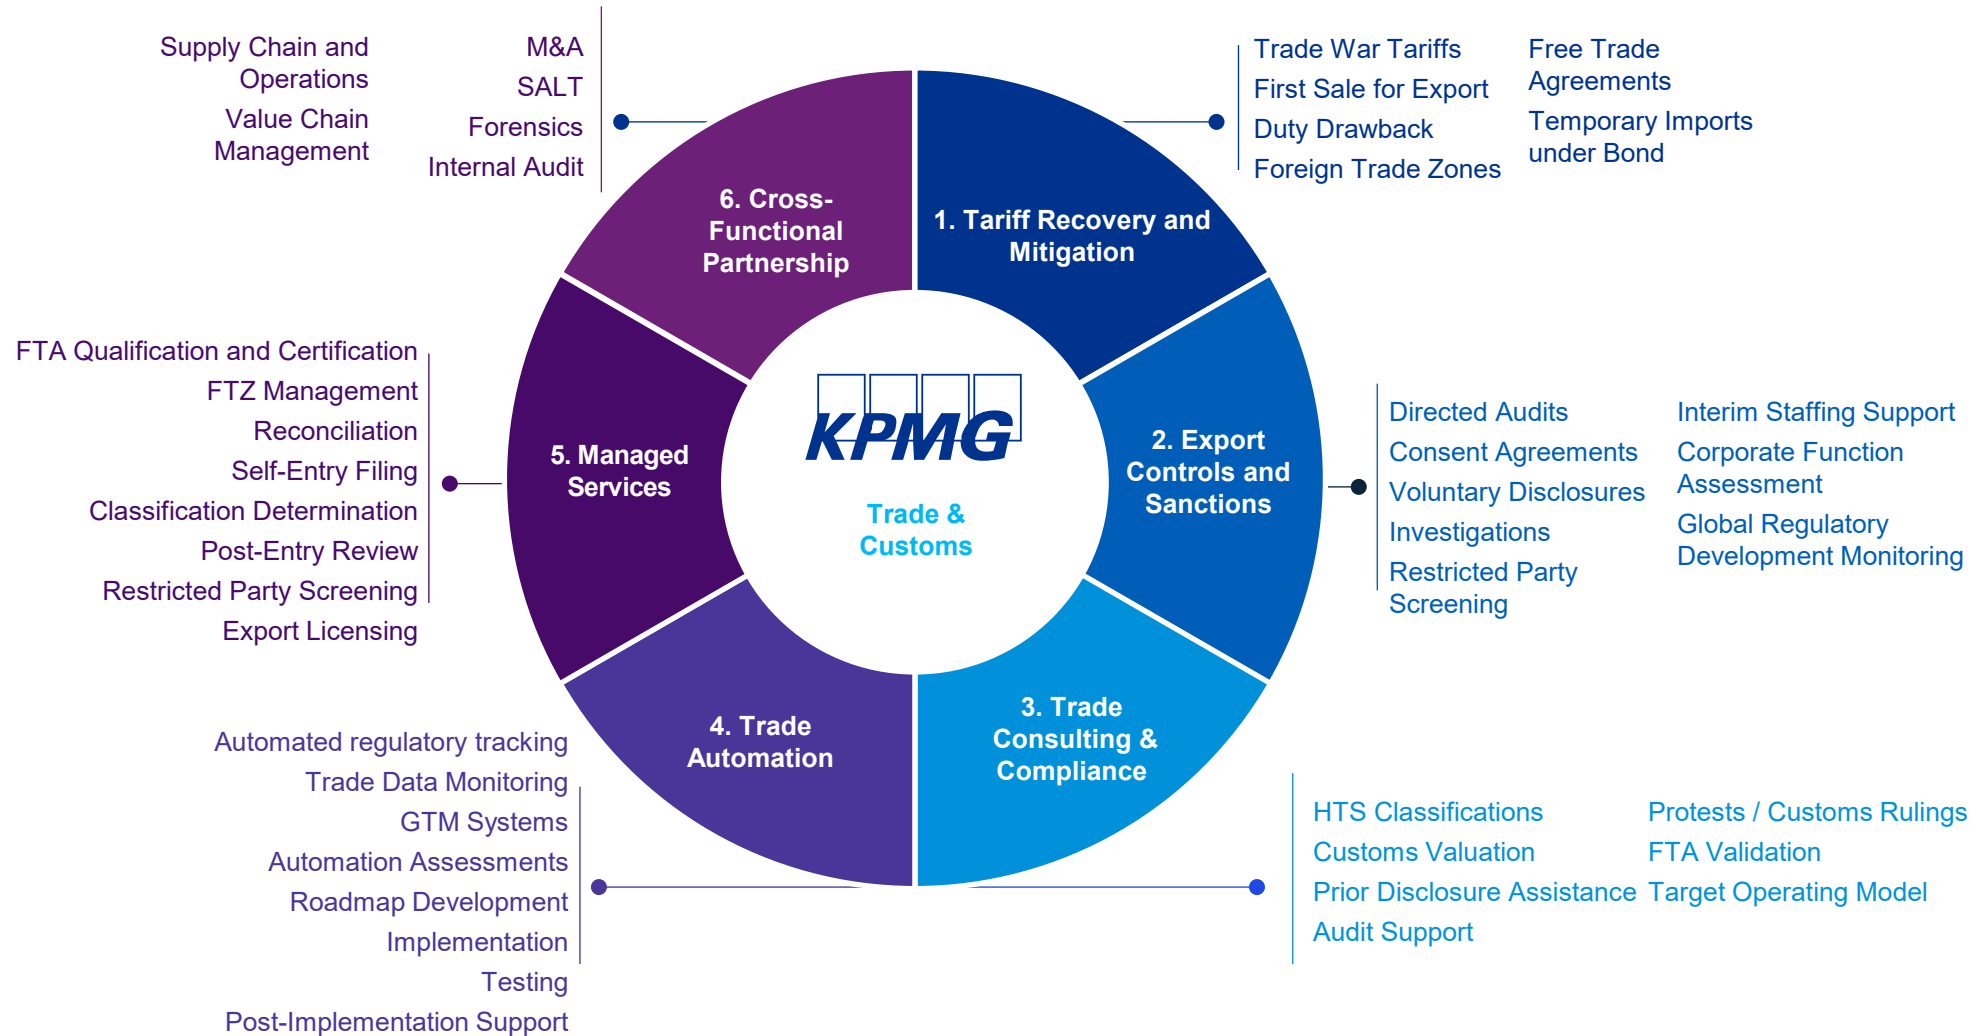 Supply Chain and
Operations
Value Chain
Management
M&A
SALT
Forensics
Internal Audit
Trade War Tariffs
First Sale for Export
Duty Drawback
Foreign Trade Zones
Free Trade
Agreements
Temporary Imports
under Bond
6. Cross-
Functional
Partnership
1. Tariff Recovery and
Mitigation
FTA Qualification and Certification
FTZ Management
Reconciliation
Self-Entry Filing
Classification Determination
Post-Entry Review
Restricted Party Screening
Export Licensing
5. Managed
Services
KPMG
Trade &
Customs
2. Export
Controls and
Sanctions
Directed Audits
Consent Agreements
Voluntary Disclosures
Investigations
Restricted Party
Screening
Interim Staffing Support
Corporate Function
Assessment
Global Regulatory
Development Monitoring
4. Trade
Automation
3. Trade
Consulting &
Compliance
Automated regulatory tracking
Trade Data Monitoring
GTM Systems
Automation Assessments
Roadmap Development
Implementation
Testing
Post-Implementation Support
HTS Classifications
Customs Valuation
Prior Disclosure Assistance
Audit Support
Protests / Customs Rulings
FTA Validation
Target Operating Model